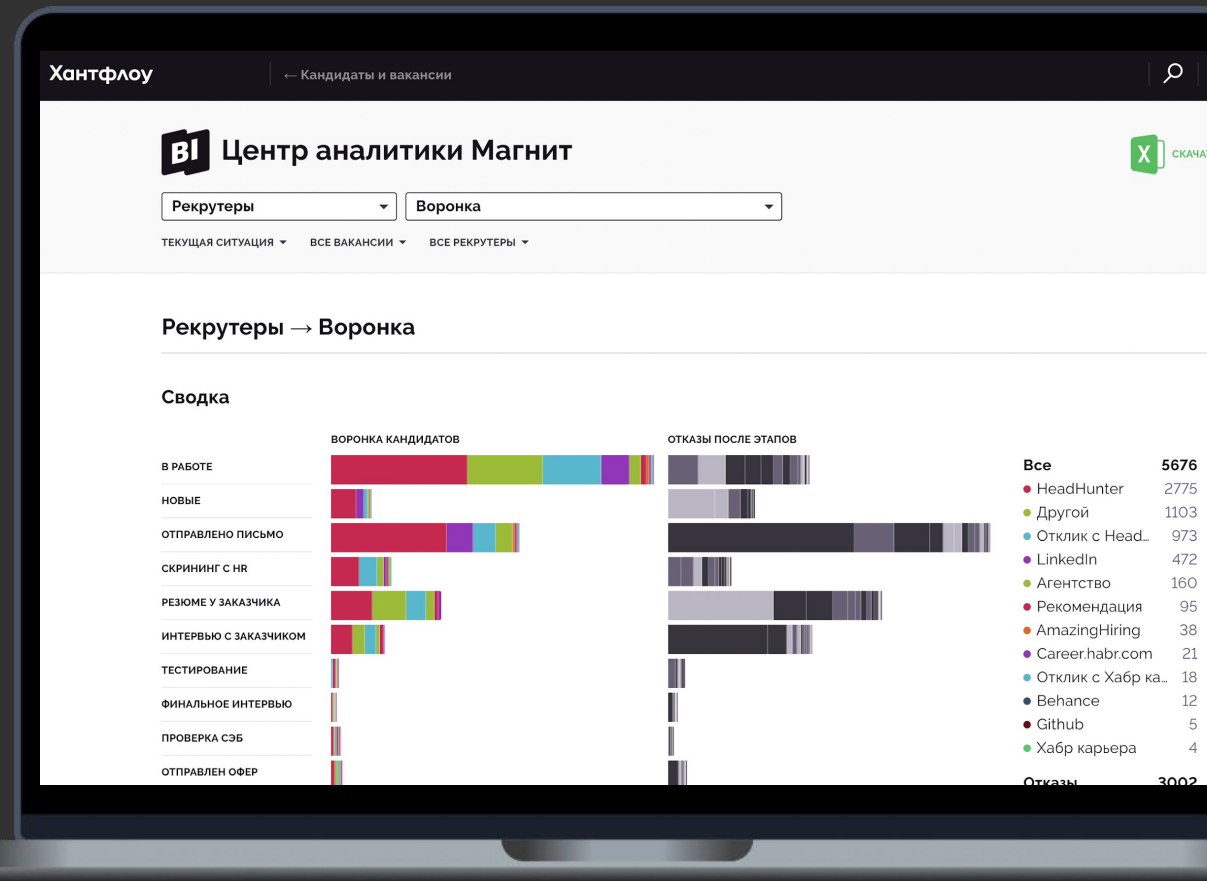 Хантфлоу
← Кандидаты и вакансии
BI Центр аналитики Магнит
X
Рекрутеры
Воронка
ТЕКУЩАЯ СИТУАЦИЯ
ВСЕ ВАКАНСИИ
ВСЕ РЕКРУТЕРЫ
Рекрутеры → Воронка
Сводка
ВОРОНКА КАНДИДАТОВ
ОТКАЗЫ ПОСЛЕ ЭТАПОВ
В РАБОТЕ
НОВЫЕ
ОТПРАВЛЕНО ПИСЬМО
СКРИНИНГ С HR
РЕЗЮМЕ У ЗАКАЗЧИКА
ИНТЕРВЬЮ С ЗАКАЗЧИКОМ
ТЕСТИРОВАНИЕ
ФИНАЛЬНОЕ ИНТЕРВЬЮ
ПРОВЕРКА СЭБ
ОТПРАВЛЕН ОФЕР
Все 5676
HeadHunter 2775
Другой 1103
Отклик с Head... 973
LinkedIn 472
Агентство 160
Рекомендация 95
AmazingHiring 38
Career.habr.com 21
Отклик с Хабр ка... 18
Behance 12
Github 5
Хабр карьера 4
Отказы 3002